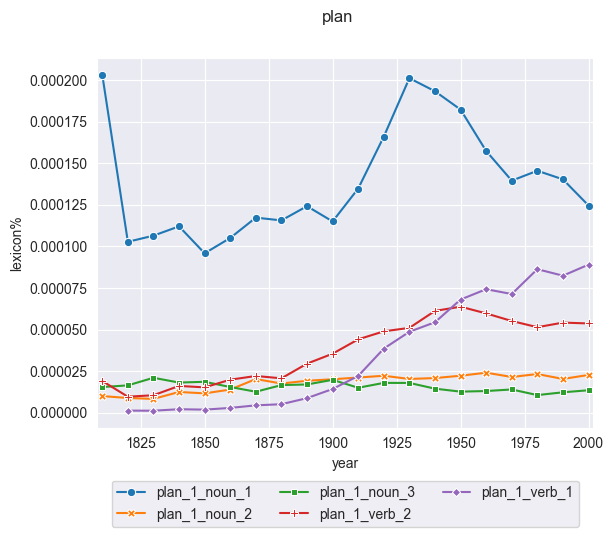 plan
0.000200
0.000175
0.000150
0.000125
0.000100
0.000075
0.000050
0.000025
0.000000
lexicon%
1825 1850 1875 1900 1925 1950 1975 2000
year
plan_1_noun_1 plan_1_noun_3 plan_1_verb_1
plan_1_noun_2 plan_1_verb_2